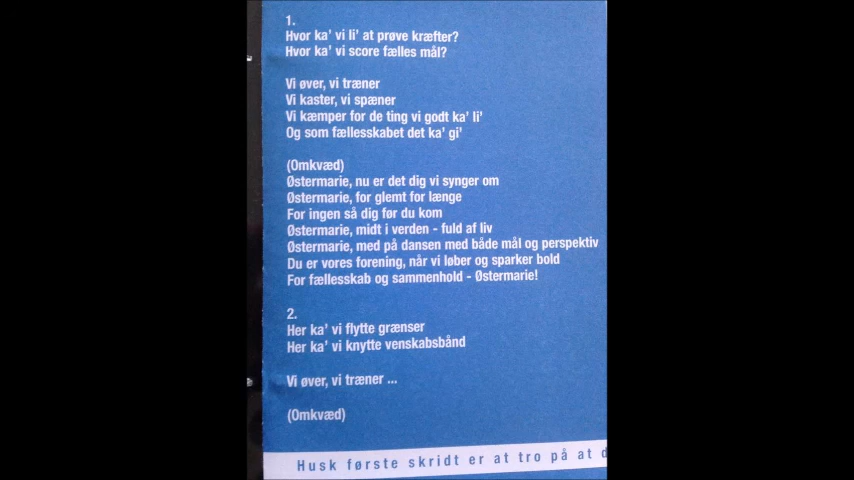 1.
Hvor ka' vi li' at prøve kræfter?
Hvor ka' vi score fælles mål?
Vi øver, vi træner
Vi kaster, vi spæner
Vi kæmper for de ting vi godt ka' li'
Og som fællesskabet det ka' gi'
(Omkvæd)
Østermarie, nu er det dig vi synger om
Østermarie, for glemt for længe
For ingen så dig før du kom
Østermarie, midt i verden - fuld af liv
Østermarie, med på dansen med både mål og perspektiv
Du er vores forening, når vi løber og sparker bold
For fællesskab og sammenhold - Østermarie!
2.
Her ka' vi flytte grænser
Her ka' vi knytte venskabsbånd
Vi øver, vi træner ...
(Omkvæd)
Husk første skridt er at tro på at